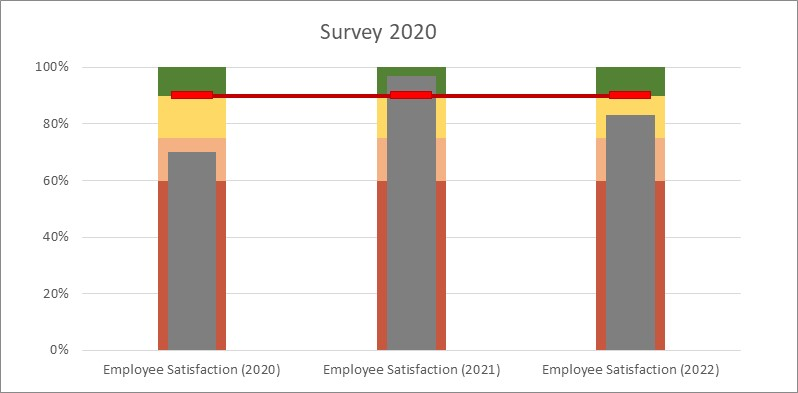 Survey 2020
100%
80%
60%
40%
20%
0%
Employee Satisfaction (2020)
Employee Satisfaction (2021)
Employee Satisfaction (2022)